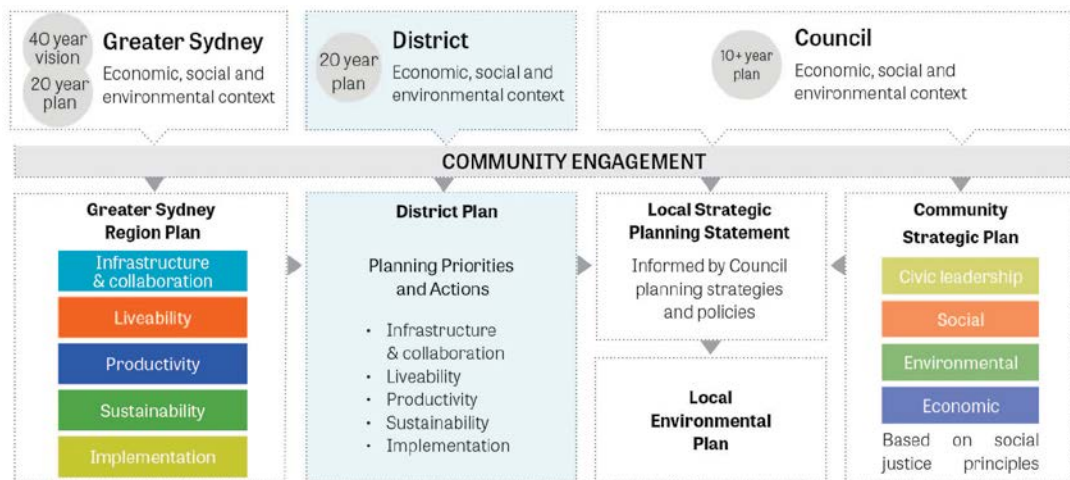 40 year
vision
20 year
plan
Greater Sydney
Economic, social and
environmental context
20 year
plan
District
Economic, social and
environmental context
10+ year
plan
Council
Economic, social and
environmental context
COMMUNITY ENGAGEMENT
Greater Sydney
Region Plan
Infrastructure
& collaboration
Liveability
Productivity
Sustainability
Implementation
District Plan
Planning Priorities
and Actions
• Infrastructure
& collaboration
• Liveability
• Productivity
• Sustainability
• Implementation
Local Strategic
Planning Statement
Informed by Council
planning strategies
and policies
Local
Environmental
Plan
Community
Strategic Plan
Civic leadership
Social
Environmental
Economic
Based on social
justice principles